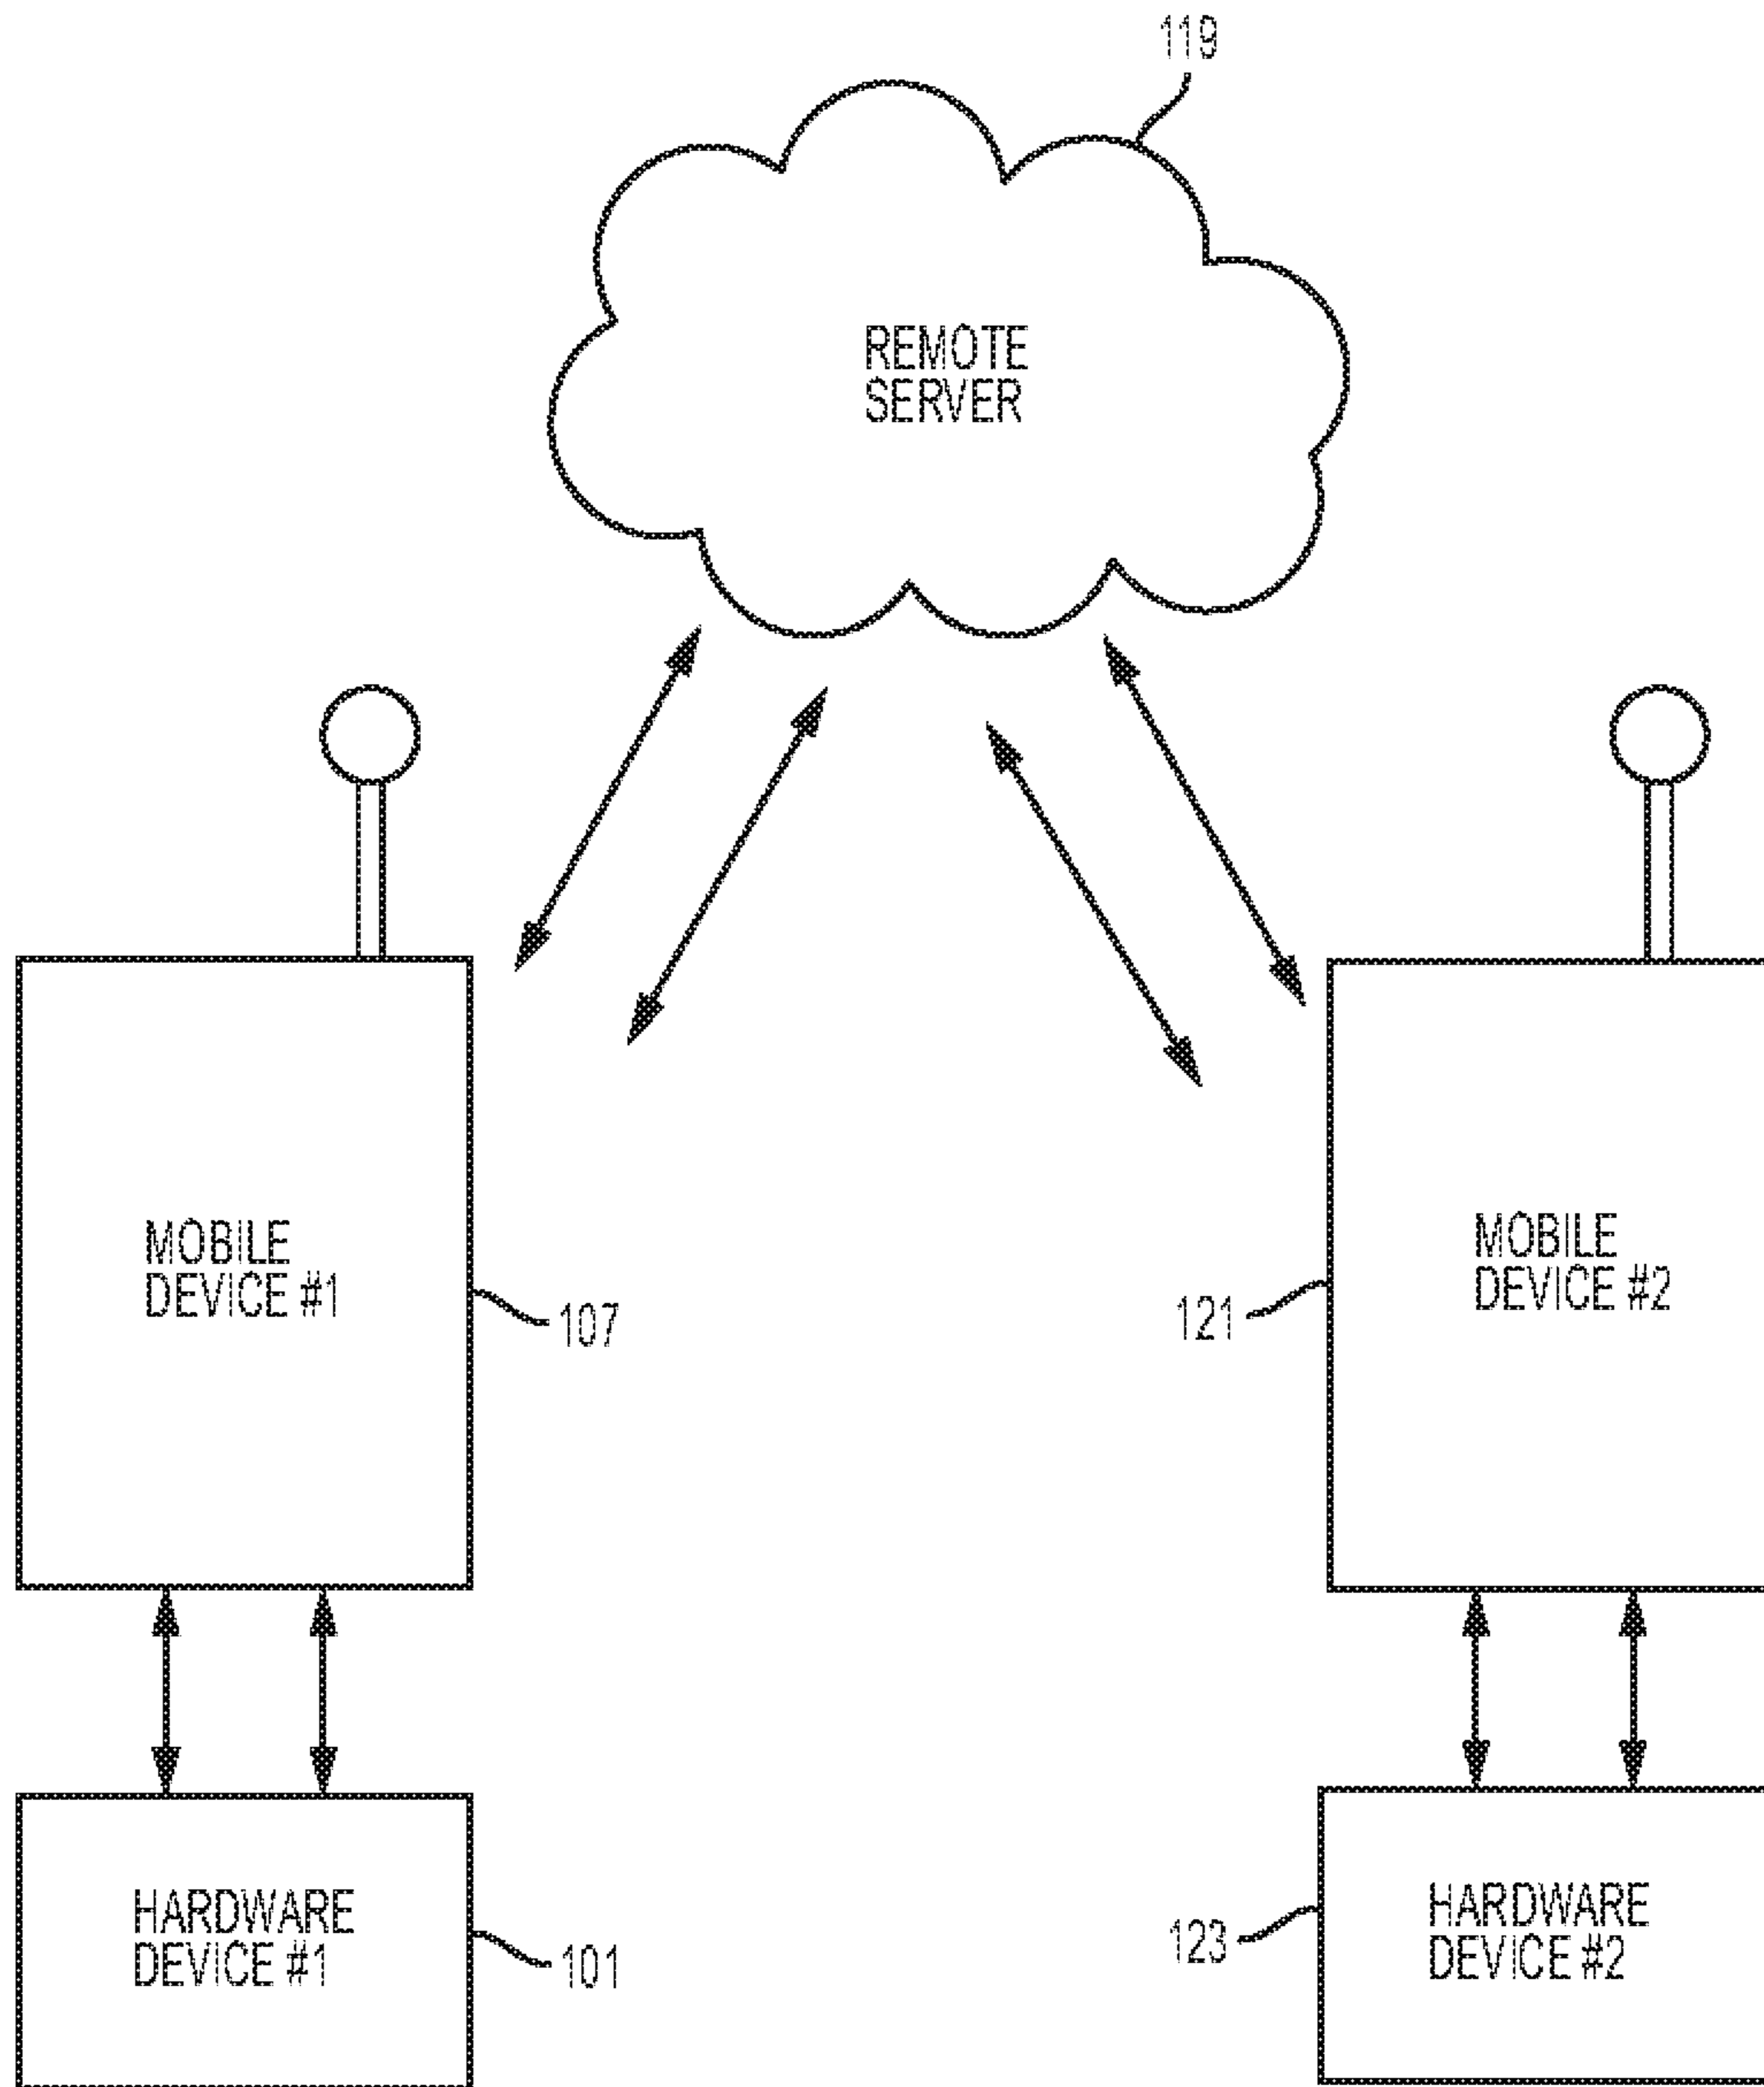 119
REMOTE
SERVER
MOBILE
DEVICE #1
107
121
MOBILE
DEVICE #2
HARDWARE
DEVICE #1
101
123
HARDWARE
DEVICE #2